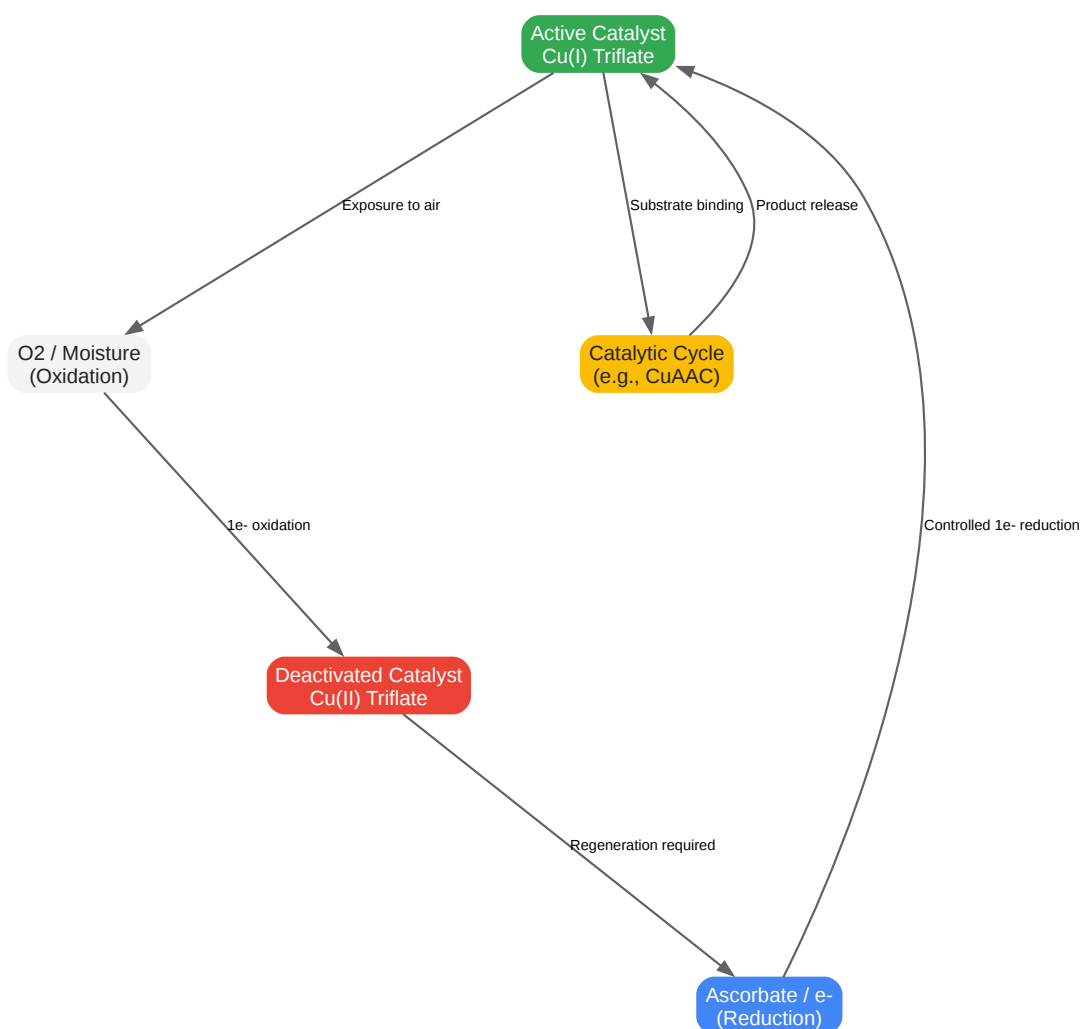 Active Catalyst
Cu(I) Triflate
Exposure to air
Substrate binding
Product release
O2 / Moisture
(Oxidation)
Catalytic Cycle
(e.g., CuAAC)
1e- oxidation
Controlled 1e- reduction
Deactivated Catalyst
Cu(II) Triflate
Regeneration required
Ascorbate / e-
(Reduction)